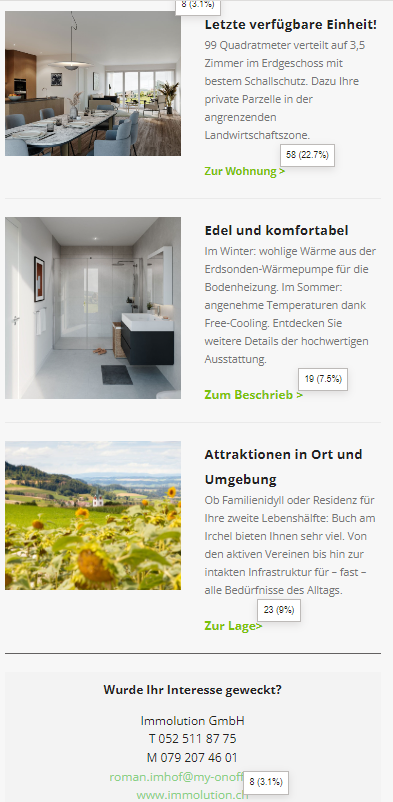 8 (3.1%)
Letzte verfügbare Einheit!
99 Quadratmeter verteilt auf 3,5
Zimmer im Erdgeschoss mit
bestem Schallschutz. Dazu Ihre
private Parzelle in der
angrenzenden
Landwirtschaftszone.
58 (22.7%)
Zur Wohnung >
Edel und komfortabel
Im Winter: wohlige Wärme aus der
Erdsonden-Wärmepumpe für die
Bodenheizung. Im Sommer:
angenehme Temperaturen dank
Free-Cooling. Entdecken Sie
weitere Details der hochwertigen
Ausstattung.
19 (7.5%)
Zum Beschrieb >
Attraktionen in Ort und
Umgebung
Ob Familienidyll oder Residenz für
Ihre zweite Lebenshälfte: Buch am
Irchel bieten Ihnen sehr viel. Von
den aktiven Vereinen bis hin zur
intakten Infrastruktur für – fast –
alle Bedürfnisse des Alltags.
23 (9%)
Zur Lage>
Wurde Ihr Interesse geweckt?
Immolution GmbH
T 052 511 87 75
M 079 207 46 01
roman.imhof@my-onoff
8 (3.1%)
www.immolution.ch